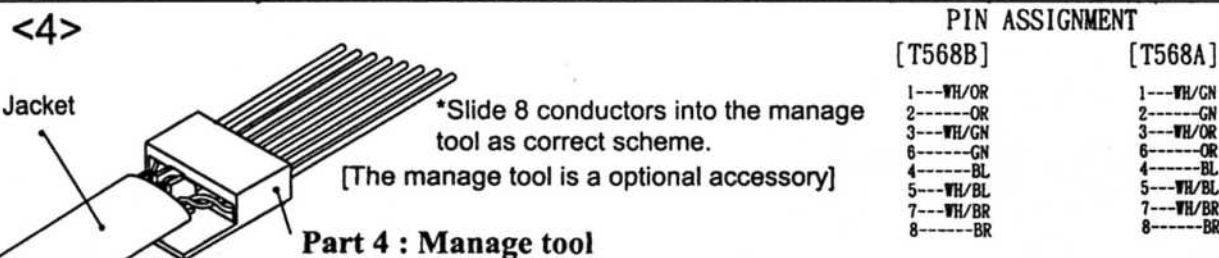 <4>
Jacket
*Slide 8 conductors into the manage
tool as correct scheme.
[The manage tool is a optional accessory]
Part 4 : Manage tool
PIN ASSIGNMENT
[T568B] [T568A]
1---WH/OR 1---WH/GN
2------OR 2------GN
3---WH/GN 3---WH/OR
6------GN 6------OR
4------BL 4------BL
5---WH/BL 5---WH/BL
7---WH/BR 7---WH/BR
8------BR 8------BR